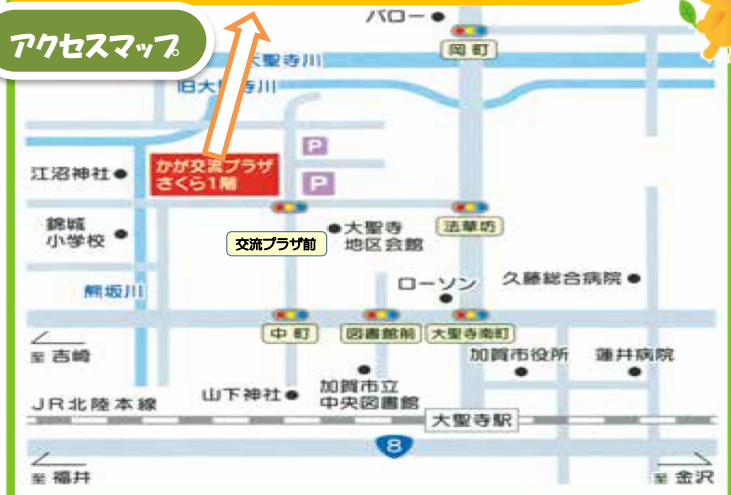 アクセスマップ
バロー
岡町
大聖寺川
旧大聖寺川
P
江沼神社
かが交流プラザ
さくら1階
P
錦城
小学校
交流プラザ前
大聖寺
地区会館
法華坊
熊坂川
ローソン
久藤総合病院
中町
図書館前
大聖寺南町
至 吉崎
加賀市役所
蓮井病院
JR北陸本線
山下神社
加賀市立
中央図書館
大聖寺駅
8
至 福井
至 金沢